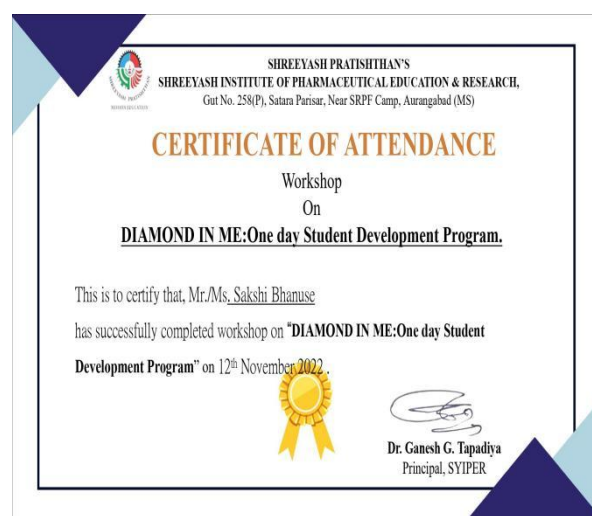 SHREEYASH PRATISHTHAN'S
SHREEYASH INSTITUTE OF PHARMACEUTICAL EDUCATION & RESEARCH,
Gut No. 258(P), Satara Parisar, Near SRPF Camp, Aurangabad (MS)
CERTIFICATE OF ATTENDANCE
Workshop
On
DIAMOND IN ME:One day Student Development Program.
This is to certify that, Mr./Ms. Sakshi Bhanuse
has successfully completed workshop on "DIAMOND IN ME:One day Student
Development Program" on 12th November 2022 .
Dr. Ganesh G. Tapadiya
Principal, SYIPER